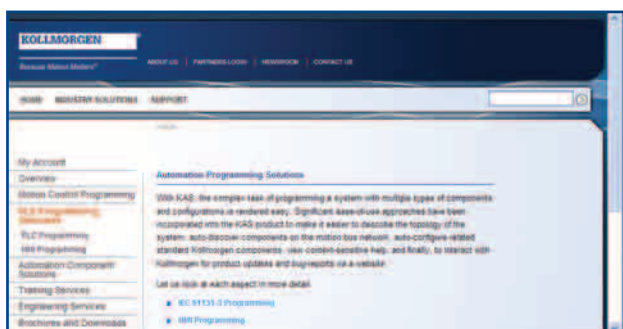 KOLLMORGEN
Because Motion Matters™
ABOUT US | PARTNERS LOGIN | NEWSROOM | CONTACT US
HOME INDUSTRY SOLUTIONS SUPPORT
My Account
Overview
Motion Control Programming
PLC Programming
HMI Programming
Automation Component
Solutions
Training Services
Engineering Services
Brochures and Downloads
Automation Programming Solutions
With KAS, the complex task of programming a system with multiple types of components
and configurations is rendered easy. Significant ease-of-use approaches have been
incorporated into the KAS product to make it easier to describe the topology of the
system, auto-discover components on the motion bus network, auto-configure related
standard Kollmorgen components, view context-sensitive help, and finally, to interact with
Kollmorgen for product updates and bug-reports via a website.
Let us look at each aspect in more detail
IEC 61131-3 Programming
HMI Programming